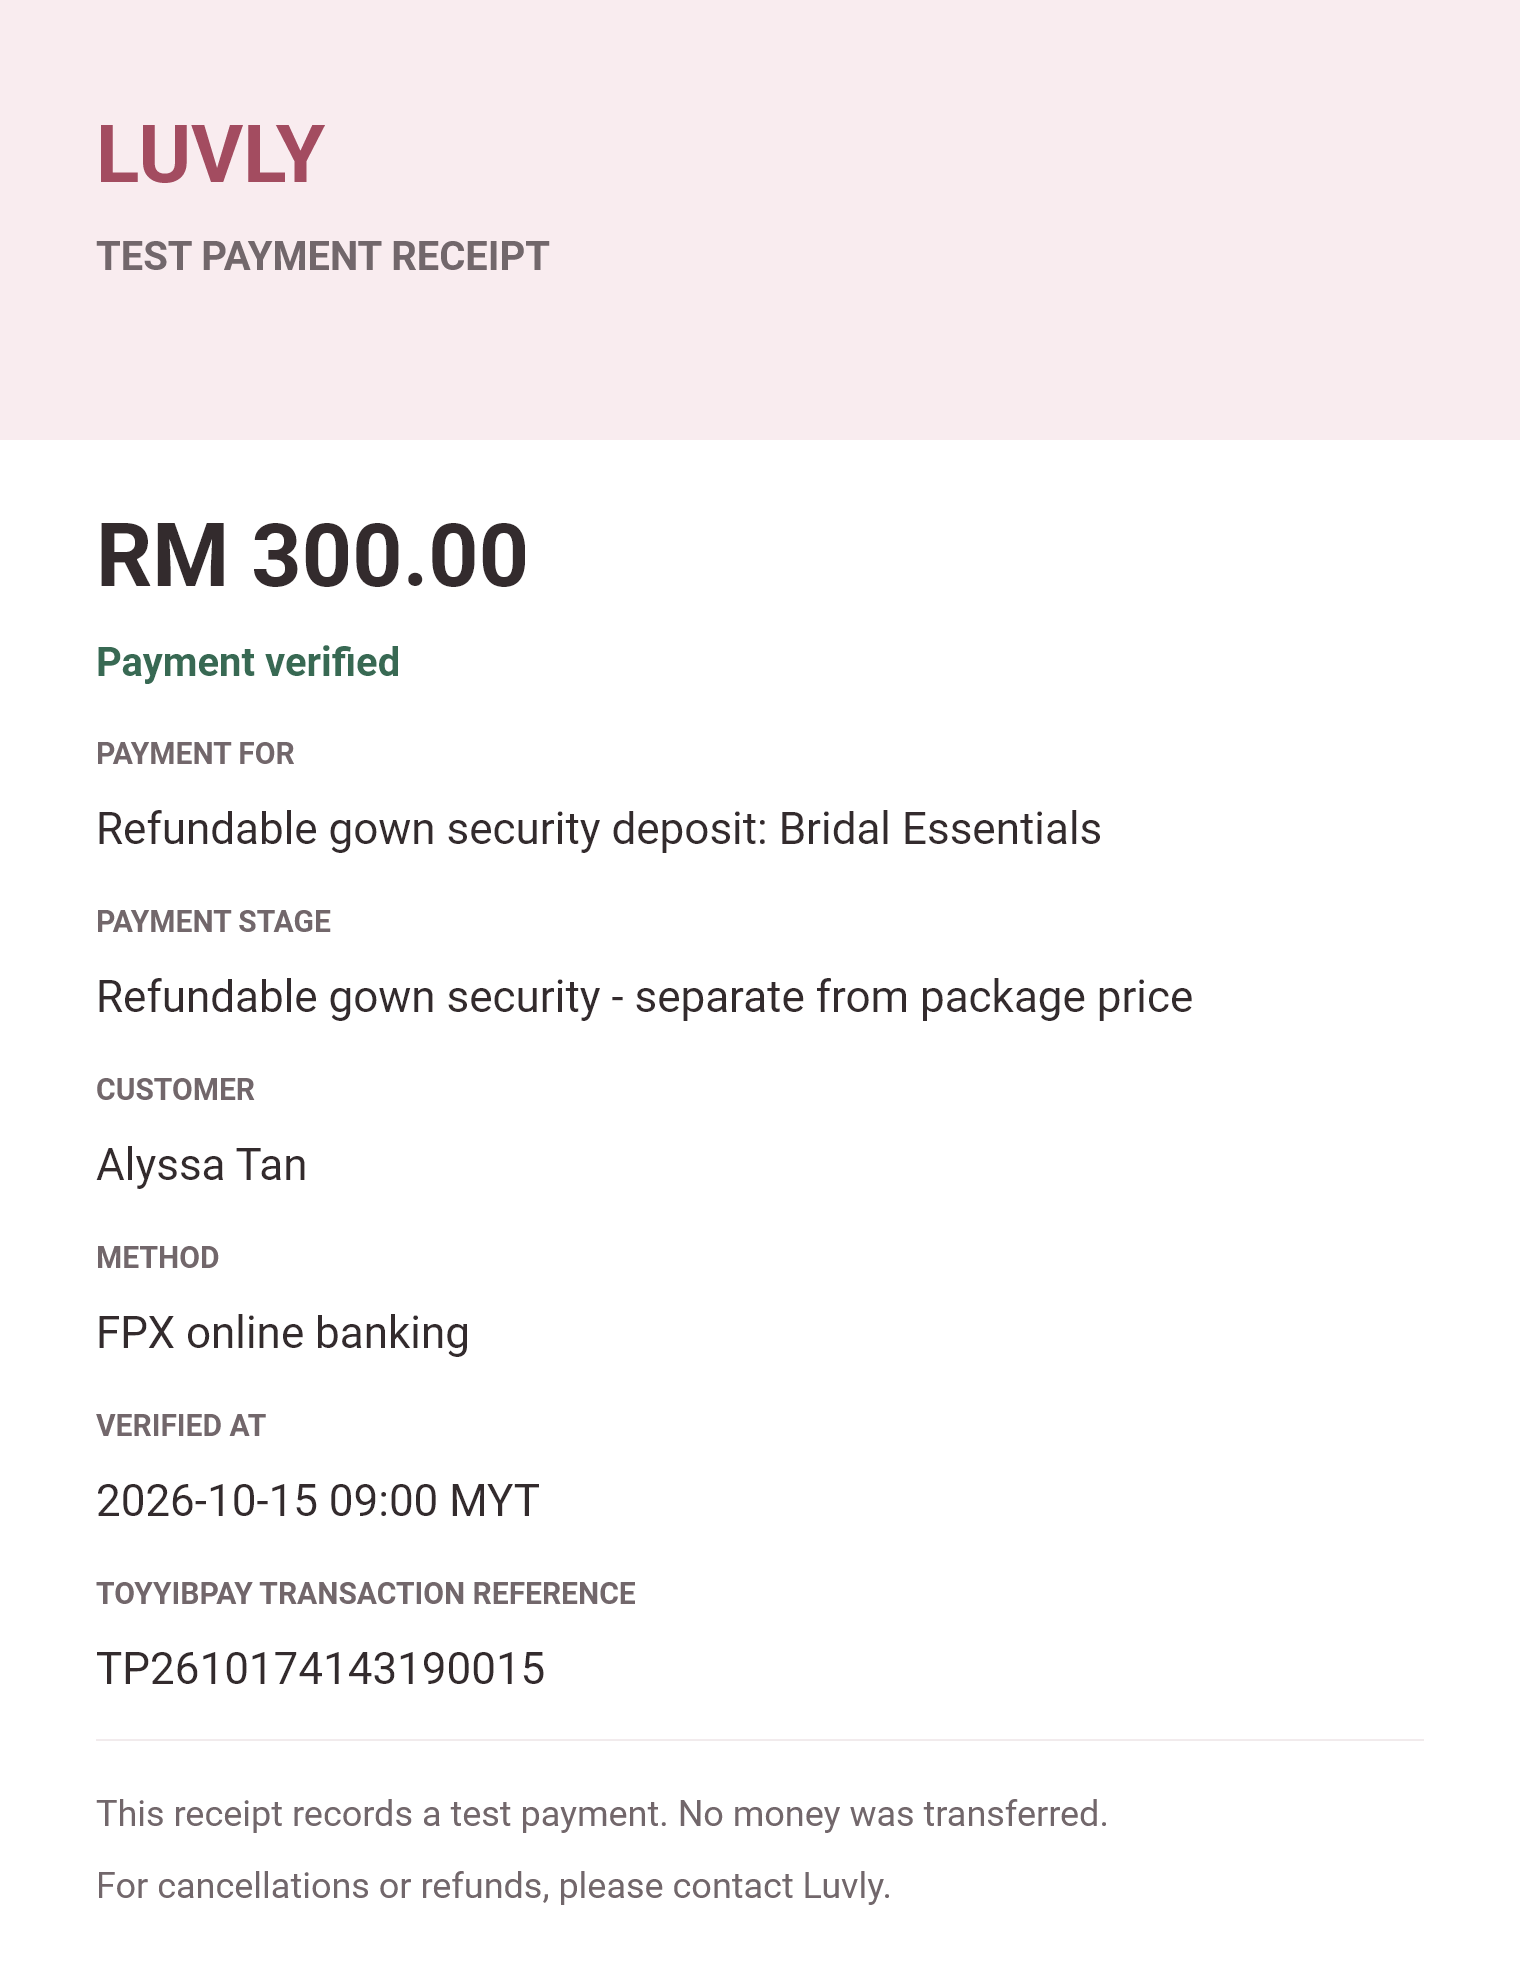 LUVLY
TEST PAYMENT RECEIPT
RM 300.00
Payment verified
PAYMENT FOR
Refundable gown security deposit: Bridal Essentials
PAYMENT STAGE
Refundable gown security - separate from package price
CUSTOMER
Alyssa Tan
METHOD
FPX online banking
VERIFIED AT
2026-10-15 09:00 MYT
TOYYIBPAY TRANSACTION REFERENCE
TP2610174143190015
This receipt records a test payment. No money was transferred.
For cancellations or refunds, please contact Luvly.